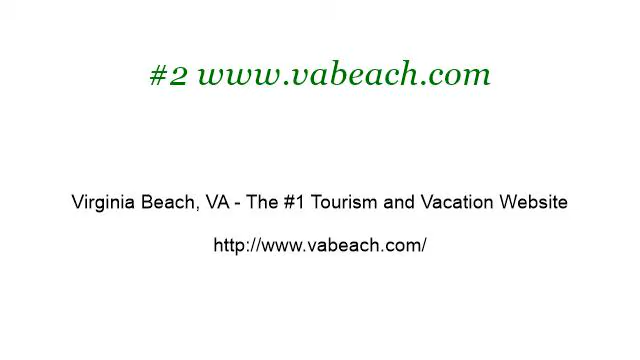 #2 www.vabeach.com
Virginia Beach, VA - The #1 Tourism and Vacation Website
http://www.vabeach.com/